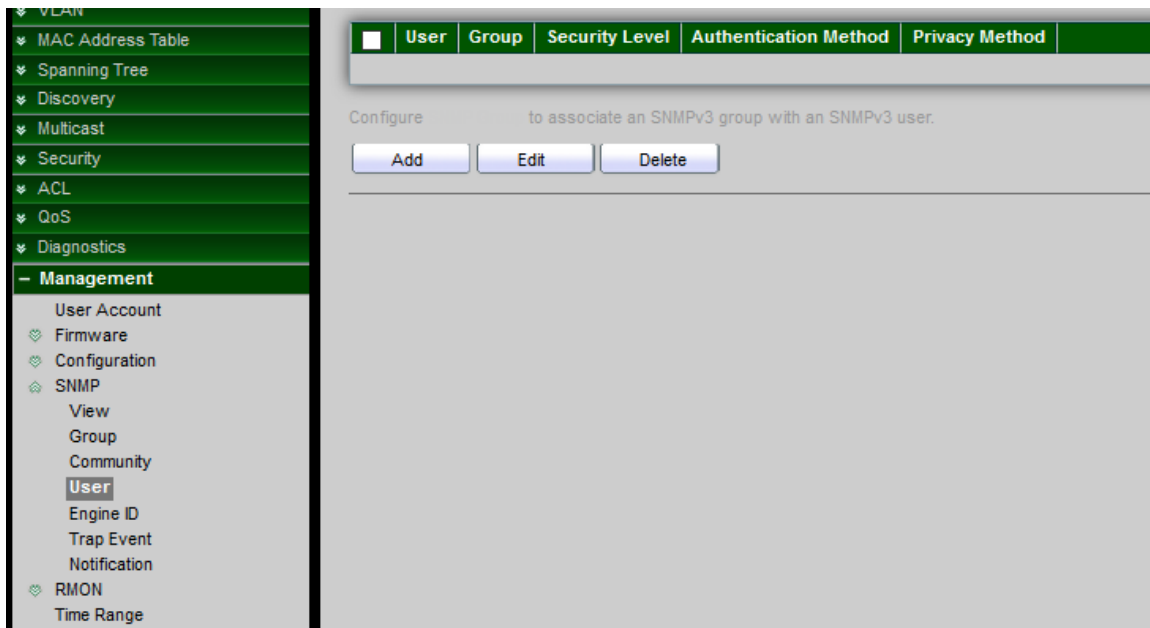 VLAN
MAC Address Table
Spanning Tree
Discovery
Multicast
Security
ACL
QoS
Diagnostics
Management
User Account
Firmware
Configuration
SNMP
View
Group
Community
User
Engine ID
Trap Event
Notification
RMON
Time Range
User Group Security Level Authentication Method Privacy Method
Configure to associate an SNMPv3 group with an SNMPv3 user.
Add Edit Delete